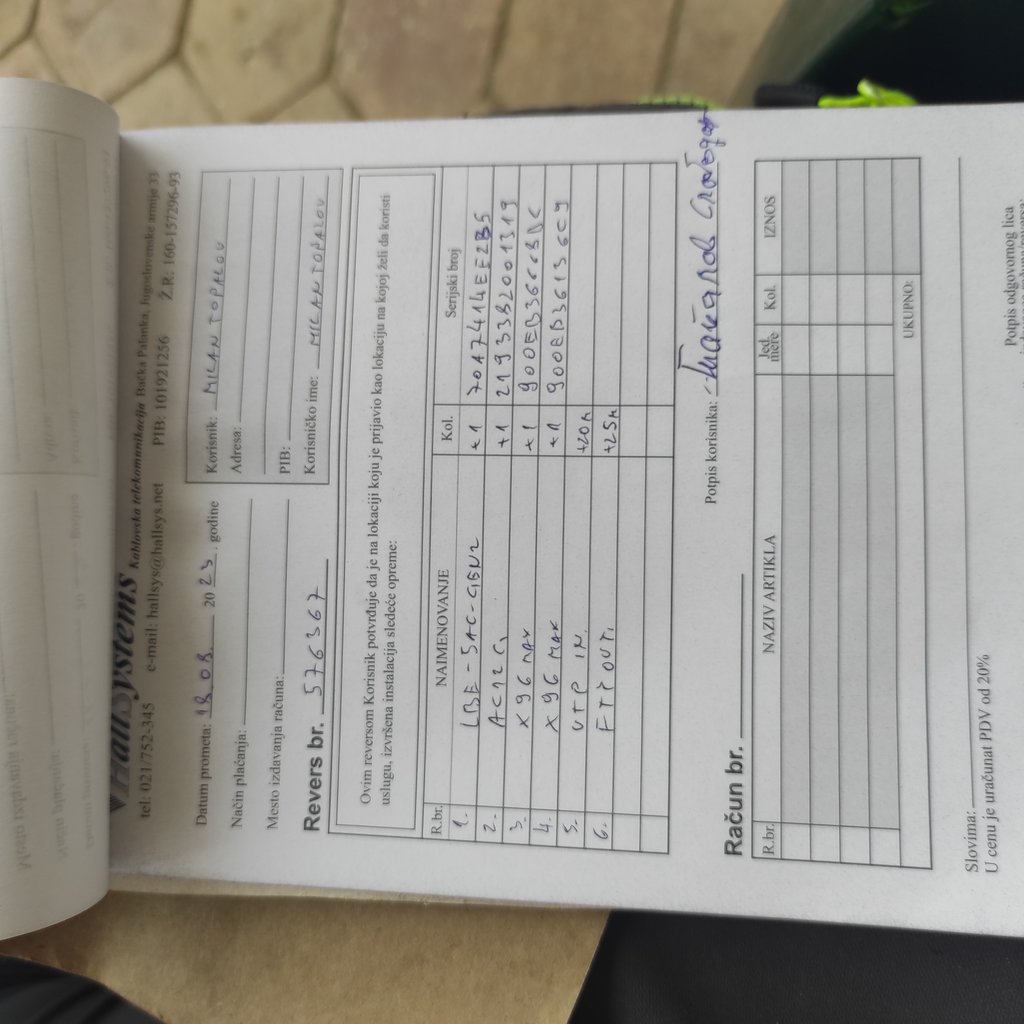 HallSystems Kablovska telekomunikacija Bačka Palanka, Jugoslovenske armije 33
tel: 021/752-345 e-mail: hallsys@hallsys.net PIB: 101921256 Ž.R: 160-157296-93
Datum prometa: 18 08. 2023. godine
Način plaćanja:
Mesto izdavanja računa:
Revers br. 576367
Korisnik: MILAN TOPALOV
Adresa:
PIB:
Korisničko ime: MILANTOPALOV
Ovim reversom Korisnik potvrđuje da je na lokaciji koju je prijavio kao lokaciju na kojoj želi da koristi
uslugu, izvršena instalacija sledeće opreme:
R.br. NAIMENOVANJE Kol. Serijski broj
1. LBE-5AC-GEN2 +1 70A7414EE2B5
2. AC12G +1 21933B2001319
3. X96 MAX +1 900EB3666BDC
4. X96 MAX +1 900EB36136C9
5. UTP IN. +20m
6. FTP OUT. +25m
Potpis korisnika:
Račun br.
R.br. NAZIV ARTIKLA Jed. mere Kol. IZNOS
UKUPNO:
Slovima:
U cenu je uračunat PDV od 20%
Potpis odgovornog lica